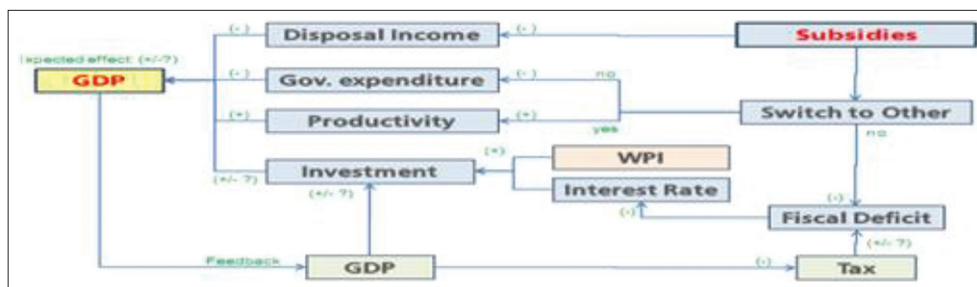 Disposal Income
(-)
(-)
Subsidies
Expected effect: (+/-?)
GDP
(-)
Gov. expenditure
(-)
no
Switch to Other
(+)
Productivity
(+)
yes
no
(+)
WPI
Investment
(+/- ?)
(+/- ?)
Interest Rate
(-)
(-)
Fiscal Deficit
(+/- ?)
Feedback
GDP
(-)
Tax